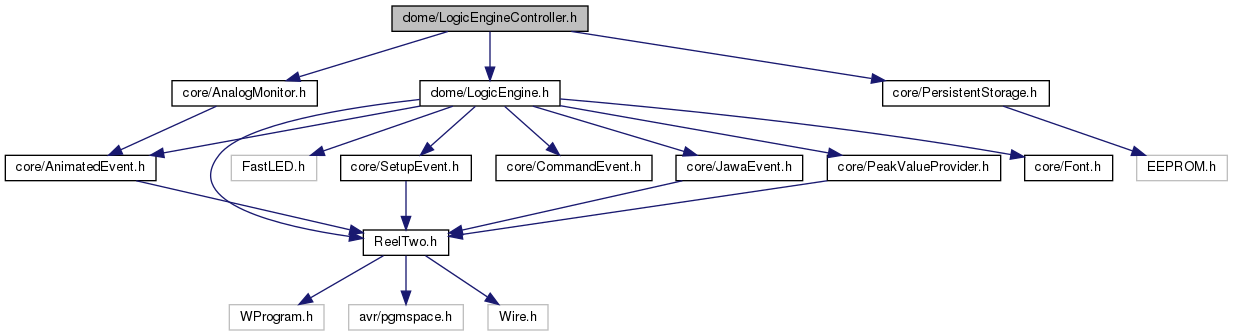 dome/LogicEngineController.h
core/AnalogMonitor.h
dome/LogicEngine.h
core/PersistentStorage.h
core/AnimatedEvent.h
FastLED.h
core/SetupEvent.h
core/CommandEvent.h
core/JawaEvent.h
core/PeakValueProvider.h
core/Font.h
EEPROM.h
ReelTwo.h
WProgram.h
avr/pgmspace.h
Wire.h